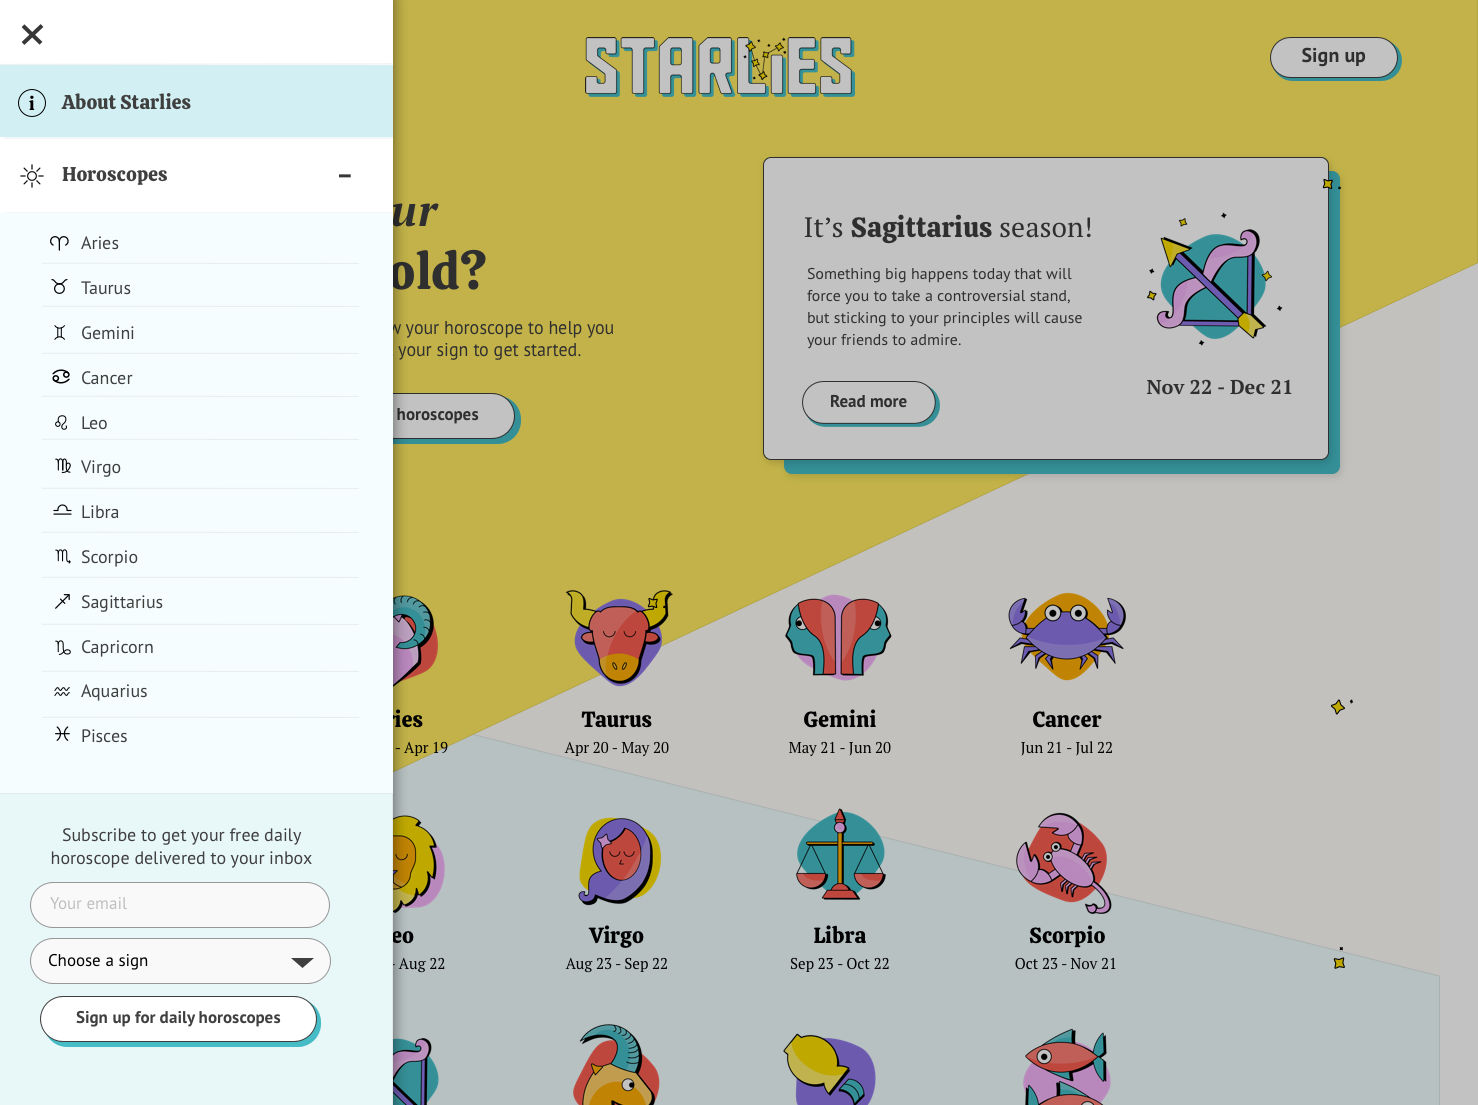 About Starlies
Horoscopes
Aries
Taurus
Gemini
Cancer
Leo
Virgo
Libra
Scorpio
Sagittarius
Capricorn
Aquarius
Pisces
Subscribe to get your free daily
horoscope delivered to your inbox
Your email
Choose a sign
Sign up for daily horoscopes
STARLiES
Sign up
ur
old?
your horoscope to help you
your sign to get started.
horoscopes
It's Sagittarius season!
Something big happens today that will
force you to take a controversial stand,
but sticking to your principles will cause
your friends to admire.
Read more
Nov 22 - Dec 21
ies
- Apr 19
Taurus
Apr 20 - May 20
Gemini
May 21 - Jun 20
Cancer
Jun 21 - Jul 22
eo
- Aug 22
Virgo
Aug 23 - Sep 22
Libra
Sep 23 - Oct 22
Scorpio
Oct 23 - Nov 21